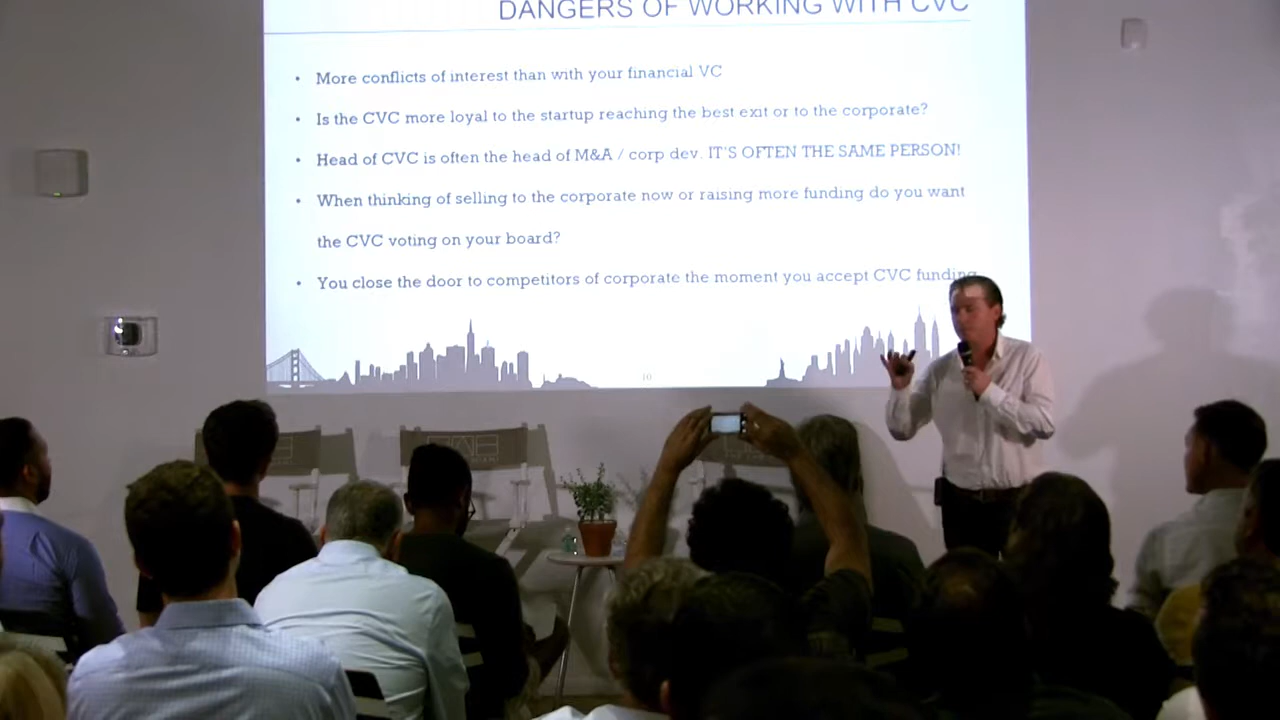 DANGERS OF WORKING WITH CVC
• More conflicts of interest than with your financial VC
• Is the CVC more loyal to the startup reaching the best exit or to the corporate?
• Head of CVC is often the head of M&A / corp dev. IT'S OFTEN THE SAME PERSON!
• When thinking of selling to the corporate now or raising more funding do you want
the CVC voting on your board?
• You close the door to competitors of corporate the moment you accept CVC funding
10